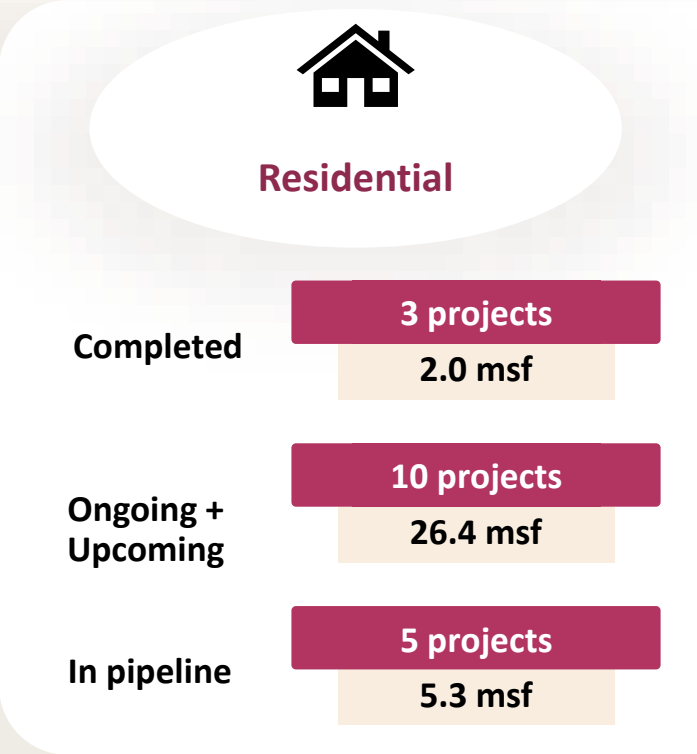 Residential
Completed
3 projects
2.0 msf
Ongoing +
Upcoming
10 projects
26.4 msf
In pipeline
5 projects
5.3 msf